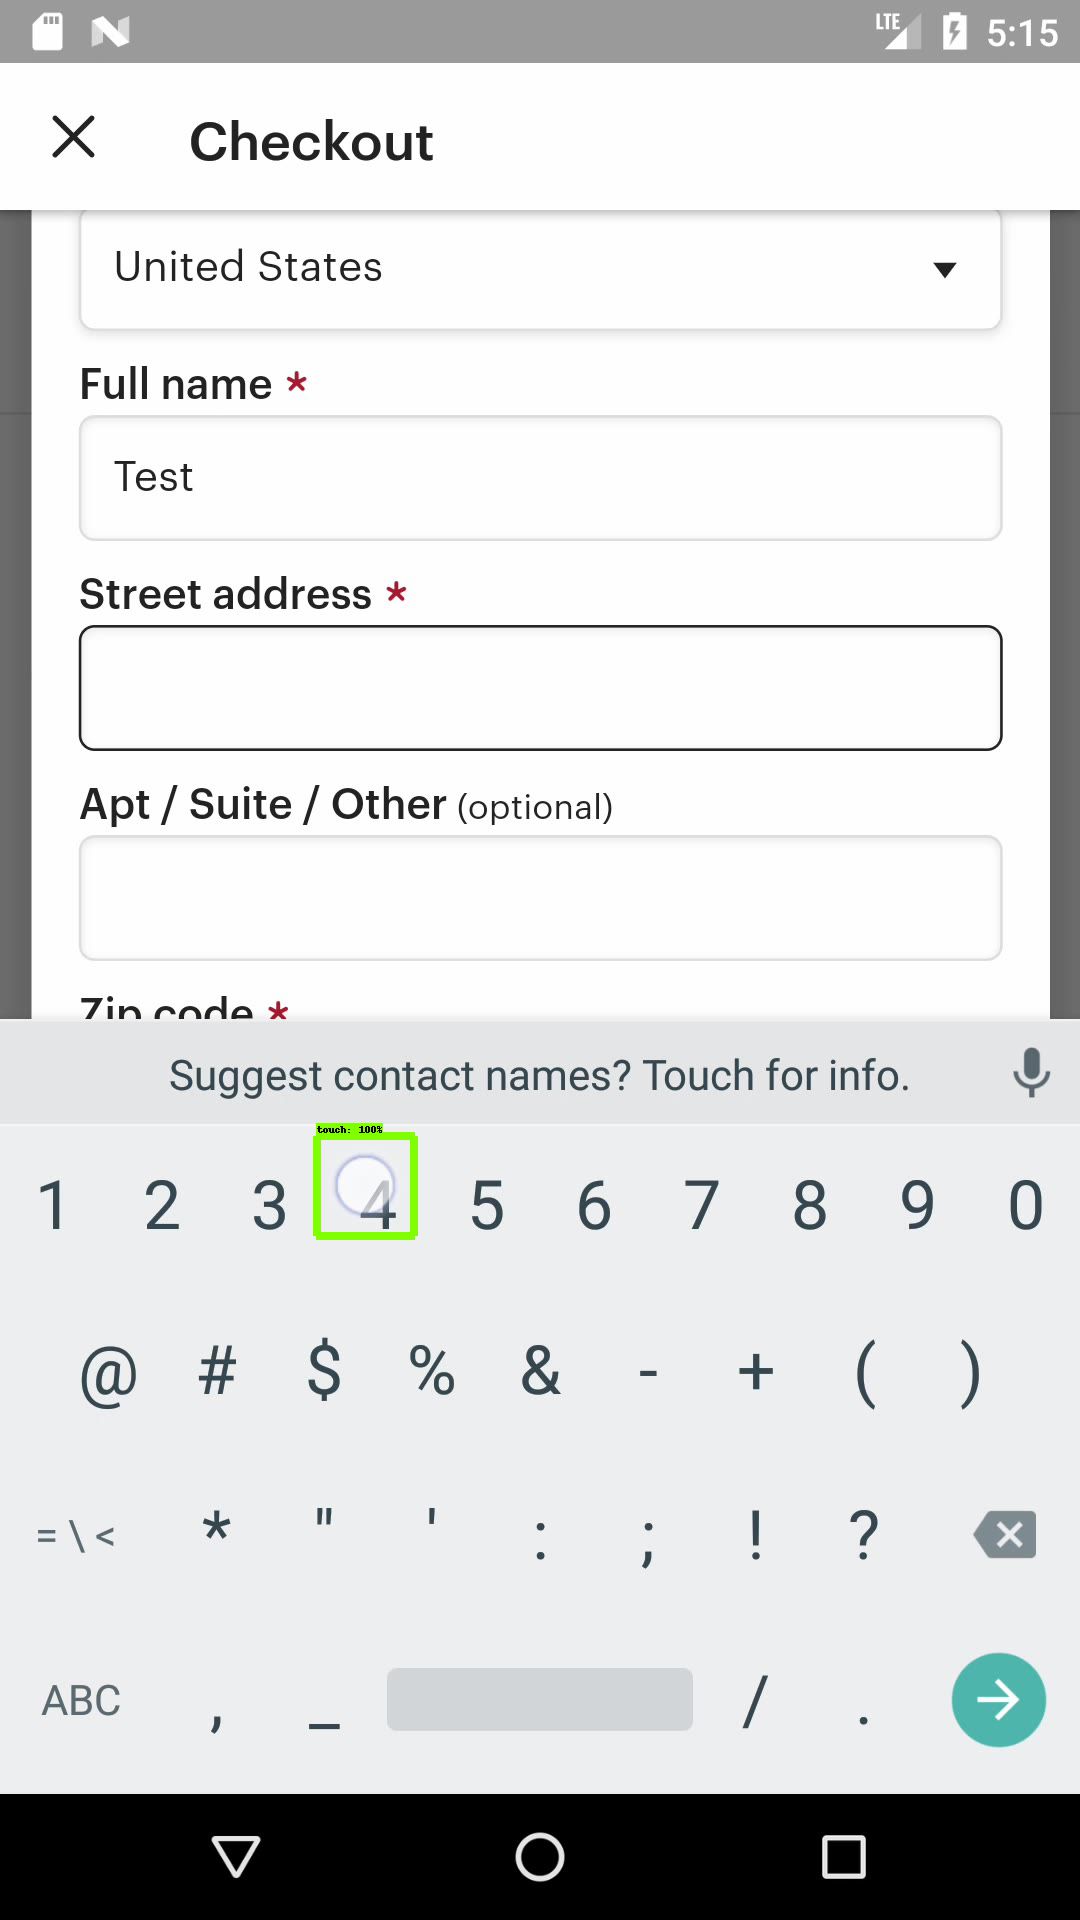 LTE 5:15
Checkout
United States
Full name *
Test
Street address *
Apt / Suite / Other (optional)
Zip code *
Suggest contact names? Touch for info.
touch: 100%
1 2 3 4 5 6 7 8 9 0
@ # $ % & - + ( )
= \ < * " ' : ; ! ?
ABC , _ / .